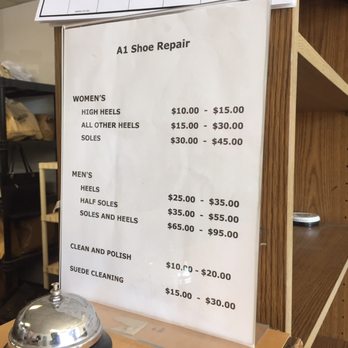 A1 Shoe Repair
WOMEN'S
HIGH HEELS $10.00 - $15.00
ALL OTHER HEELS $15.00 - $30.00
SOLES $30.00 - $45.00
MEN'S
HEELS $25.00 - $35.00
HALF SOLES $35.00 - $55.00
SOLES AND HEELS $65.00 - $95.00
CLEAN AND POLISH $10.00 - $20.00
SUEDE CLEANING $15.00 - $30.00